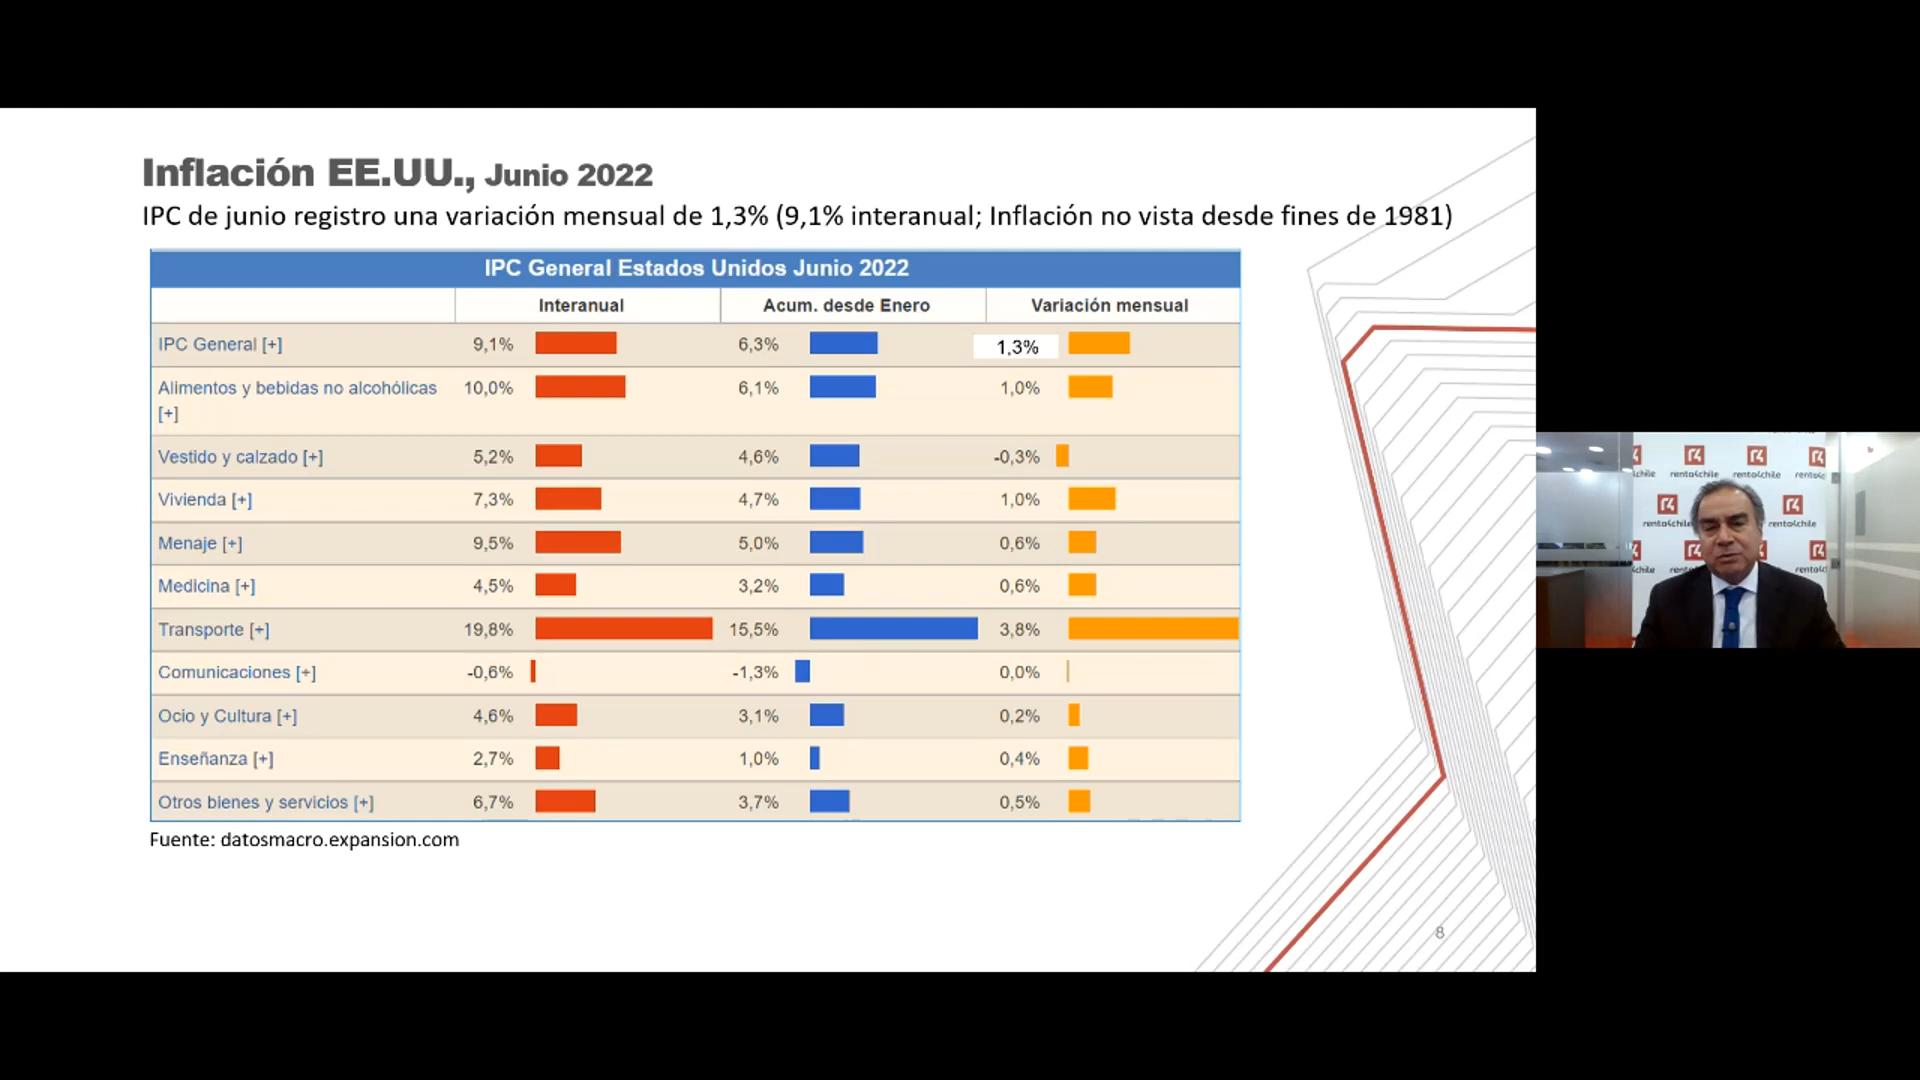 Inflación EE.UU., Junio 2022
IPC de junio registro una variación mensual de 1,3% (9,1% interanual; Inflación no vista desde fines de 1981)
IPC General Estados Unidos Junio 2022
Interanual Acum. desde Enero Variación mensual
IPC General [+] 9,1% 6,3% 1,3%
Alimentos y bebidas no alcohólicas 10,0% 6,1% 1,0%
[+]
Vestido y calzado [+] 5,2% 4,6% -0,3%
Vivienda [+] 7,3% 4,7% 1,0%
Menaje [+] 9,5% 5,0% 0,6%
Medicina [+] 4,5% 3,2% 0,6%
Transporte [+] 19,8% 15,5% 3,8%
Comunicaciones [+] -0,6% -1,3% 0,0%
Ocio y Cultura [+] 4,6% 3,1% 0,2%
Enseñanza [+] 2,7% 1,0% 0,4%
Otros bienes y servicios [+] 6,7% 3,7% 0,5%
Fuente: datosmacro.expansion.com
8
renta4chile renta4chile
renta4chile renta4chile